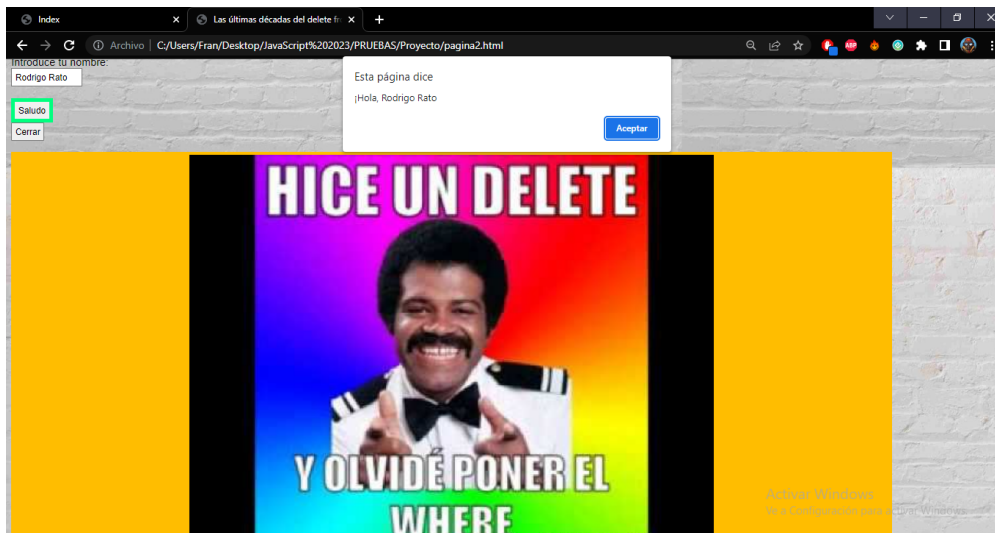 Index
Las últimas décadas del delete fr
Archivo
C:/Users/Fran/Desktop/JavaScript%202023/PRUEBAS/Proyecto/pagina2.html
ABP
Introduce tu nombre:
Rodrigo Rato
Saludo
Cerrar
Esta página dice
¡Hola, Rodrigo Rato
Aceptar
HICE UN DELETE
Y OLVIDÉ PONER EL
WHERE
Activar Windows
Ve a Configuración para activar Windows.